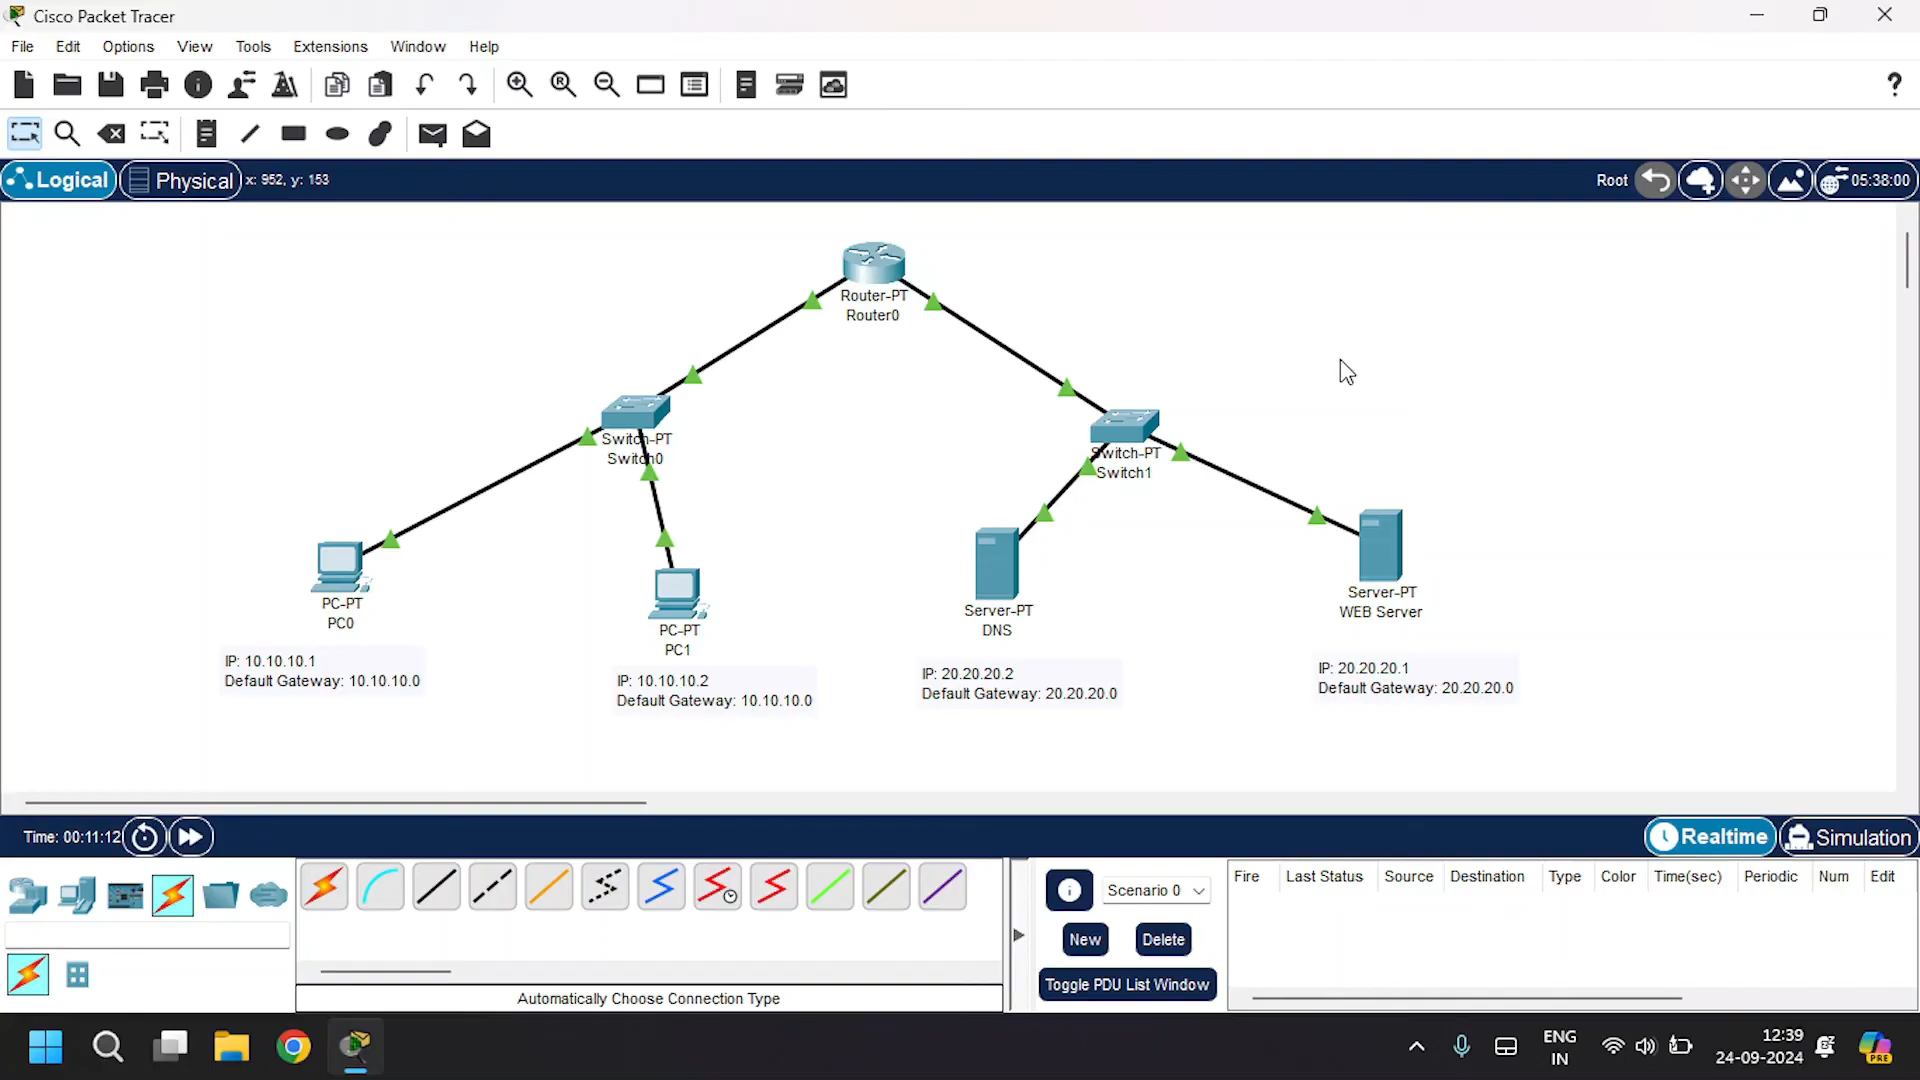 Cisco Packet Tracer
File Edit Options View Tools Extensions Window Help
?
Logical Physical x: 952, y: 153 Root 05:38:00
Router-PT
Router0
Switch-PT
Switch0
Switch-PT
Switch1
PC-PT
PC0
PC-PT
PC1
Server-PT
DNS
Server-PT
WEB Server
IP: 10.10.10.1
Default Gateway: 10.10.10.0
IP: 10.10.10.2
Default Gateway: 10.10.10.0
IP: 20.20.20.2
Default Gateway: 20.20.20.0
IP: 20.20.20.1
Default Gateway: 20.20.20.0
Time: 00:11:12 Realtime Simulation
Scenario 0
New Delete
Toggle PDU List Window
Fire Last Status Source Destination Type Color Time(sec) Periodic Num Edit
Automatically Choose Connection Type
ENG
IN
12:39
24-09-2024
PRE